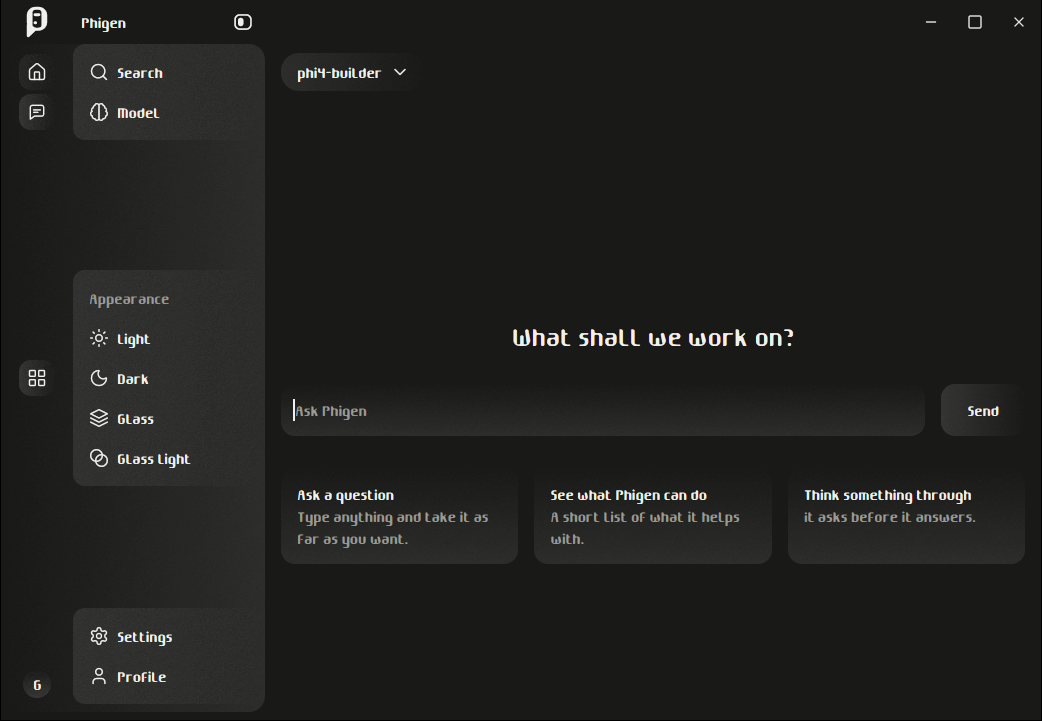 Phigen
Search
Model
phi4-builder
Appearance
Light
Dark
Glass
Glass Light
What shall we work on?
Ask Phigen
Send
Ask a question
Type anything and take it as
far as you want.
See what Phigen can do
A short list of what it helps
with.
Think something through
it asks before it answers.
Settings
Profile
G